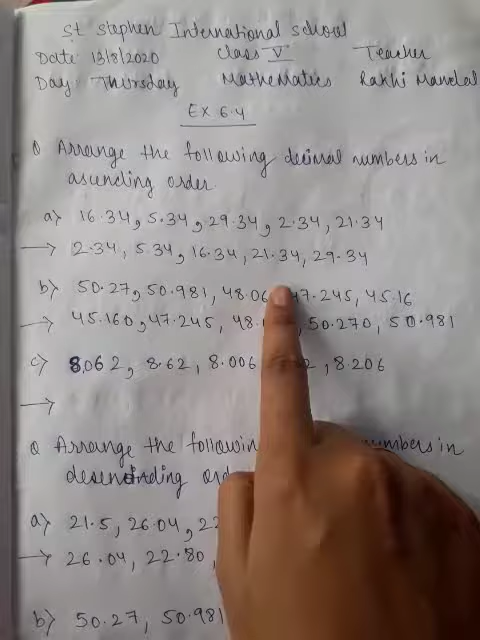 St Stephen International school
Date: 13/8/2020 Class V Teacher
Day: Thursday Mathematics Rakhi Mandal
Ex 6.4
Q Arrange the following decimal numbers in
ascending order.
a) 16.34, 5.34, 29.34, 2.34, 21.34
→ 2.34, 5.34, 16.34, 21.34, 29.34
b) 50.27, 50.981, 48.06 47.245, 45.16
→ 45.160, 47.245, 48. 50.270, 50.981
c) 8.062, 8.62, 8.006 , 8.206
→
Q Arrange the numbers in
descending
a) 21.5, 26.04,
→ 26.04, 22.80,
b) 50.27, 50.981